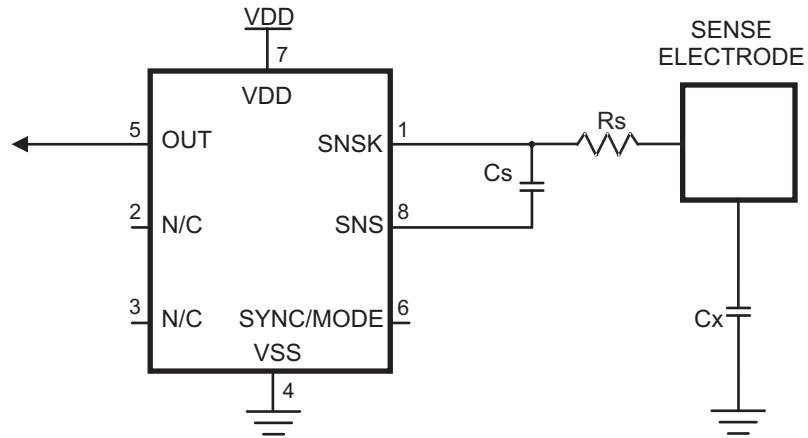 VDD
7
VDD
SENSE
ELECTRODE
5
OUT
SNSK
1
Rs
Cs
2
N/C
SNS
8
3
N/C
SYNC/MODE
6
Cx
VSS
4